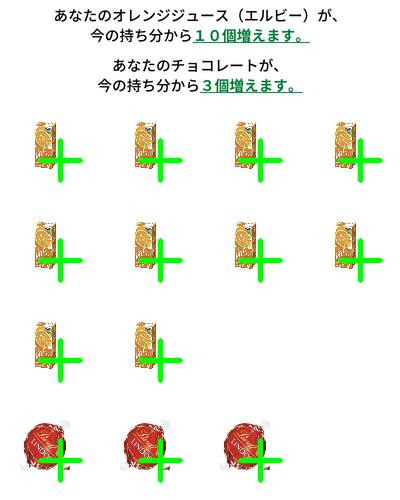 あなたのオレンジジュース（エルビー）が、
今の持ち分から１０個増えます。
あなたのチョコレートが、
今の持ち分から３個増えます。